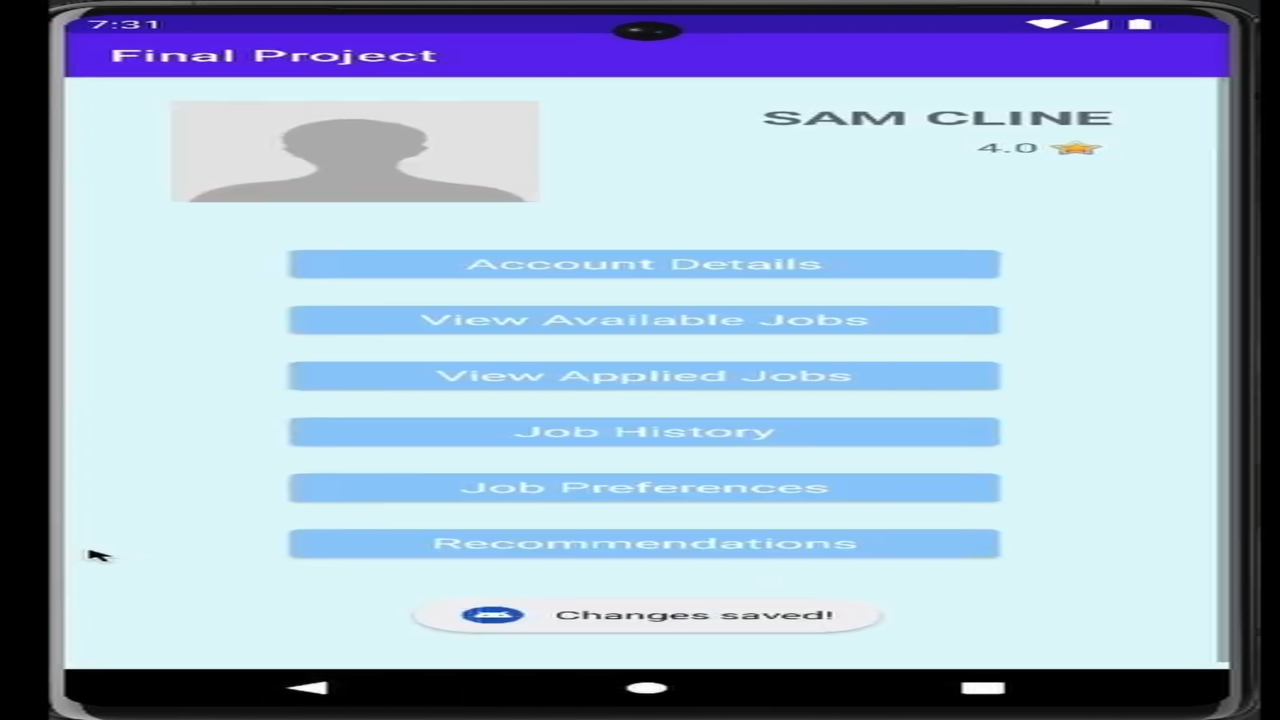 7:31
Final Project
SAM CLINE
4.0
Account Details
View Available Jobs
View Applied Jobs
Job History
Job Preferences
Recommendations
Changes saved!